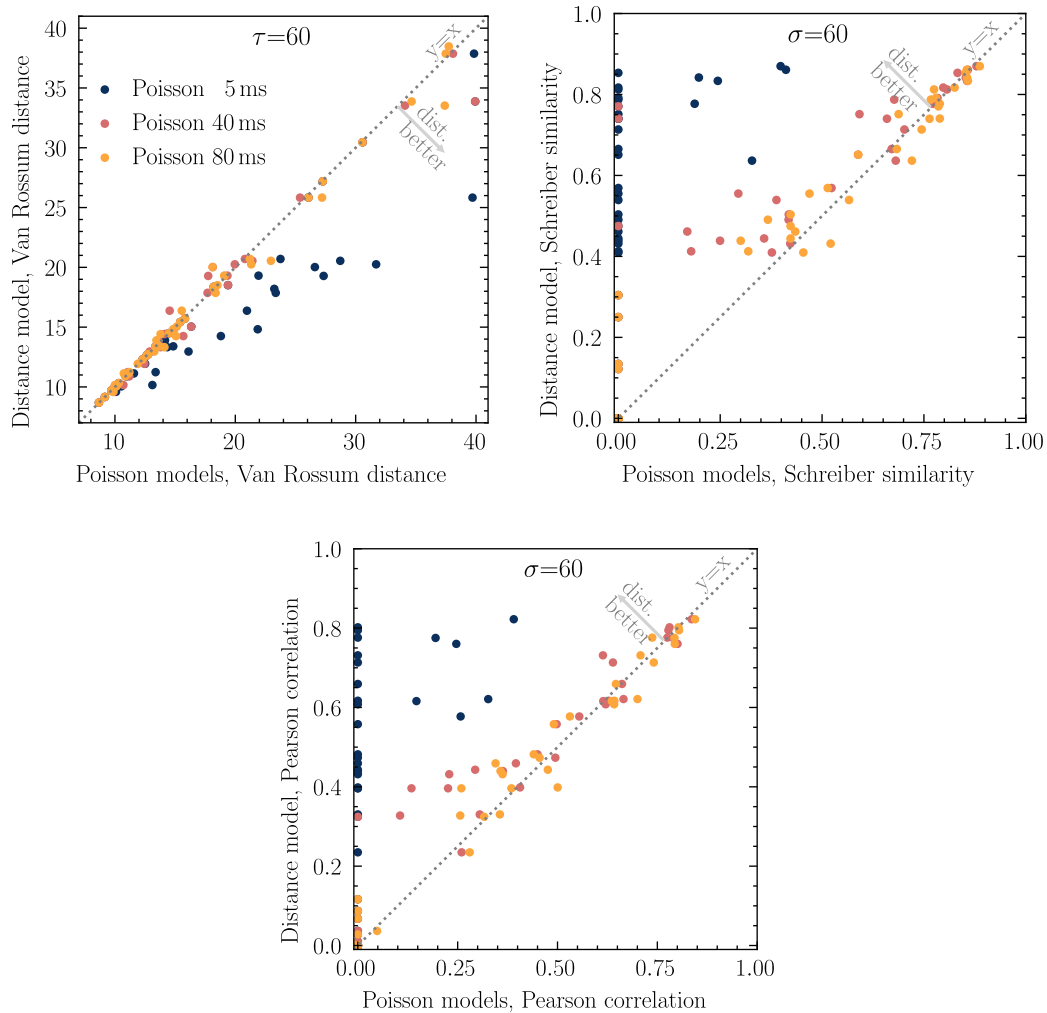 τ=60
y=x
dist.
better
Poisson 5 ms
Poisson 40 ms
Poisson 80 ms
40
35
30
25
20
15
10
10
20
30
40
Distance model, Van Rossum distance
Poisson models, Van Rossum distance
σ=60
y=x
dist.
better
1.0
0.8
0.6
0.4
0.2
0.0
0.00
0.25
0.50
0.75
1.00
Distance model, Schreiber similarity
Poisson models, Schreiber similarity
σ=60
y=x
dist.
better
1.0
0.8
0.6
0.4
0.2
0.0
0.00
0.25
0.50
0.75
1.00
Distance model, Pearson correlation
Poisson models, Pearson correlation